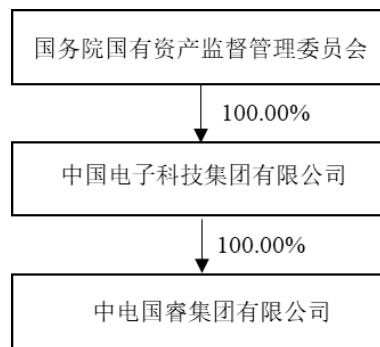 国务院国有资产监督管理委员会
100.00%
中国电子科技集团有限公司
100.00%
中电国睿集团有限公司